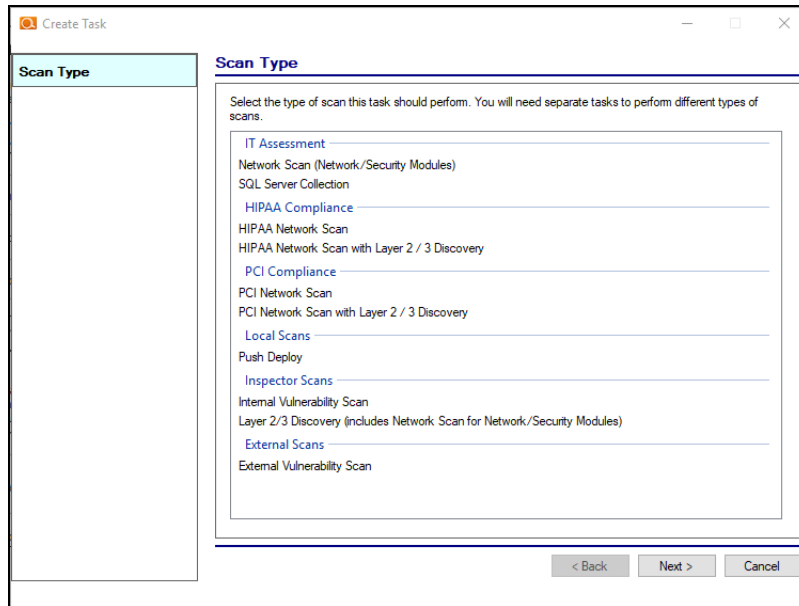 Create Task
Scan Type
Scan Type
Select the type of scan this task should perform. You will need separate tasks to perform different types of
scans.
IT Assessment
Network Scan (Network/Security Modules)
SQL Server Collection
HIPAA Compliance
HIPAA Network Scan
HIPAA Network Scan with Layer 2 / 3 Discovery
PCI Compliance
PCI Network Scan
PCI Network Scan with Layer 2 / 3 Discovery
Local Scans
Push Deploy
Inspector Scans
Internal Vulnerability Scan
Layer 2/3 Discovery (includes Network Scan for Network/Security Modules)
External Scans
External Vulnerability Scan
< Back Next > Cancel